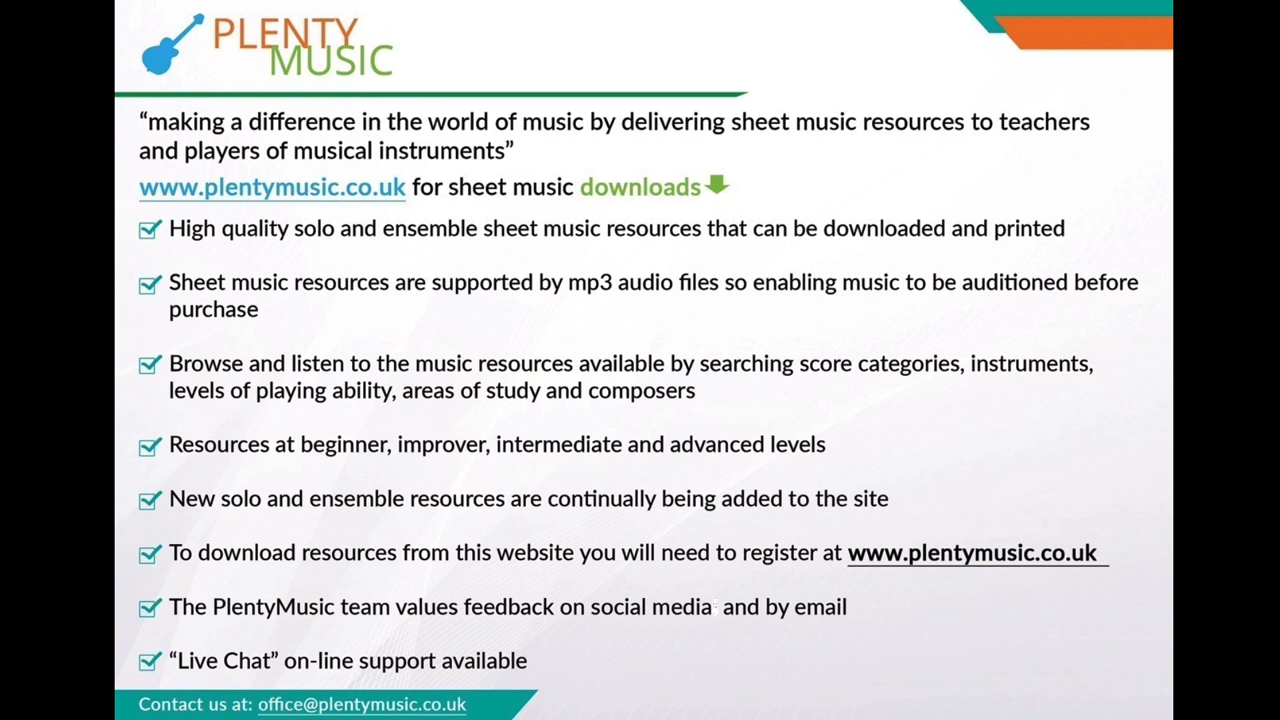 PLENTY
MUSIC
“making a difference in the world of music by delivering sheet music resources to teachers
and players of musical instruments”
www.plentymusic.co.uk for sheet music downloads
High quality solo and ensemble sheet music resources that can be downloaded and printed
Sheet music resources are supported by mp3 audio files so enabling music to be auditioned before
purchase
Browse and listen to the music resources available by searching score categories, instruments,
levels of playing ability, areas of study and composers
Resources at beginner, improver, intermediate and advanced levels
New solo and ensemble resources are continually being added to the site
To download resources from this website you will need to register at www.plentymusic.co.uk
The PlentyMusic team values feedback on social media and by email
“Live Chat” on-line support available
Contact us at: office@plentymusic.co.uk